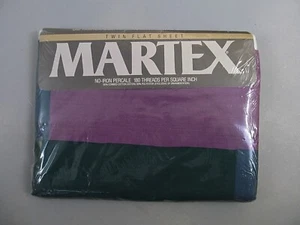 TWIN FLAT SHEET
MARTEX
NO-IRON PERCALE 180 THREADS PER SQUARE INCH